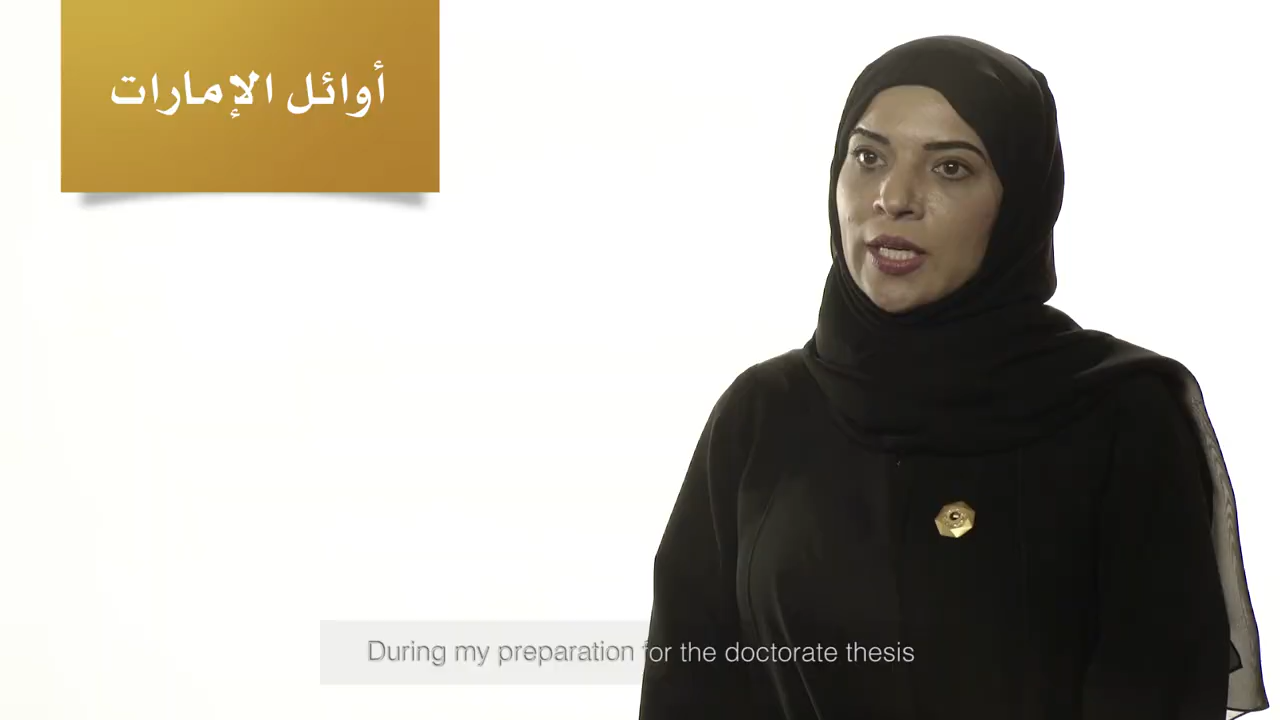 أوائل الإمارات
During my preparation for the doctorate thesis